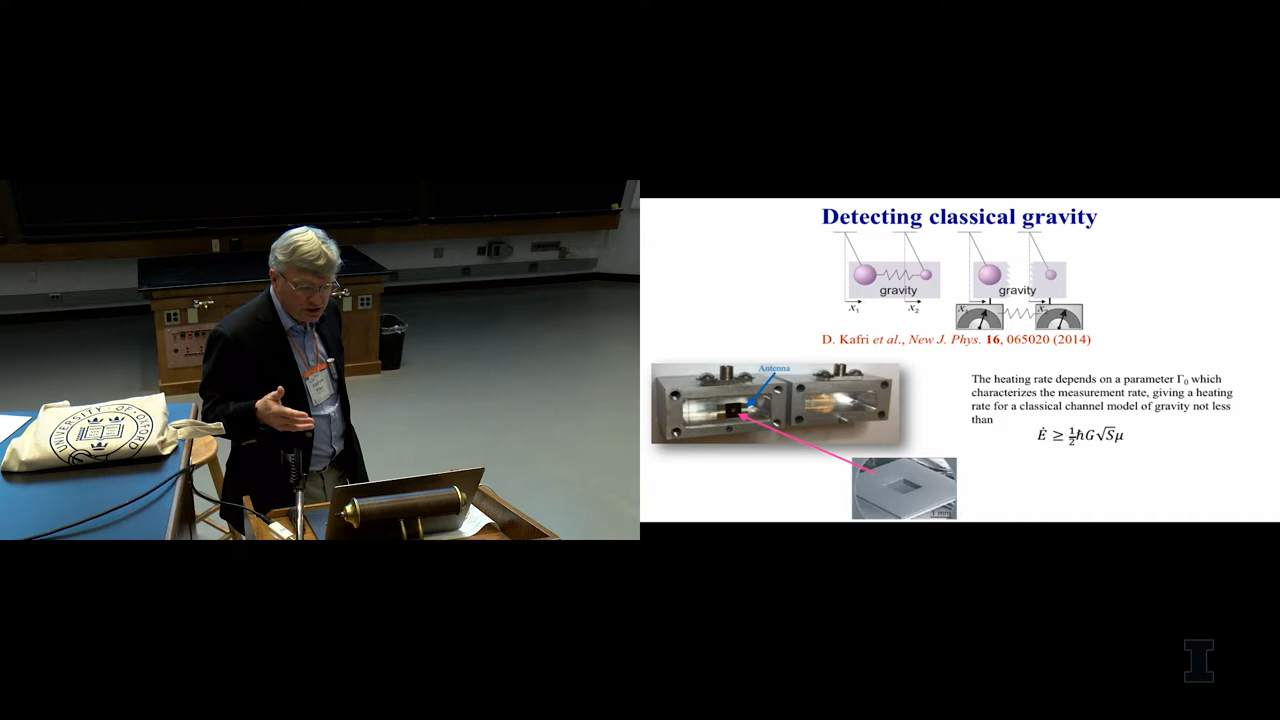 UNIVERSITY OF OXFORD
Detecting classical gravity
gravity
gravity
x₁
x₂
D. Kafri et al., New J. Phys. 16, 065020 (2014)
Antenna
The heating rate depends on a parameter Γ₀ which
characterizes the measurement rate, giving a heating
rate for a classical channel model of gravity not less
than
Ė ≥ ½ħG√Sμ
I